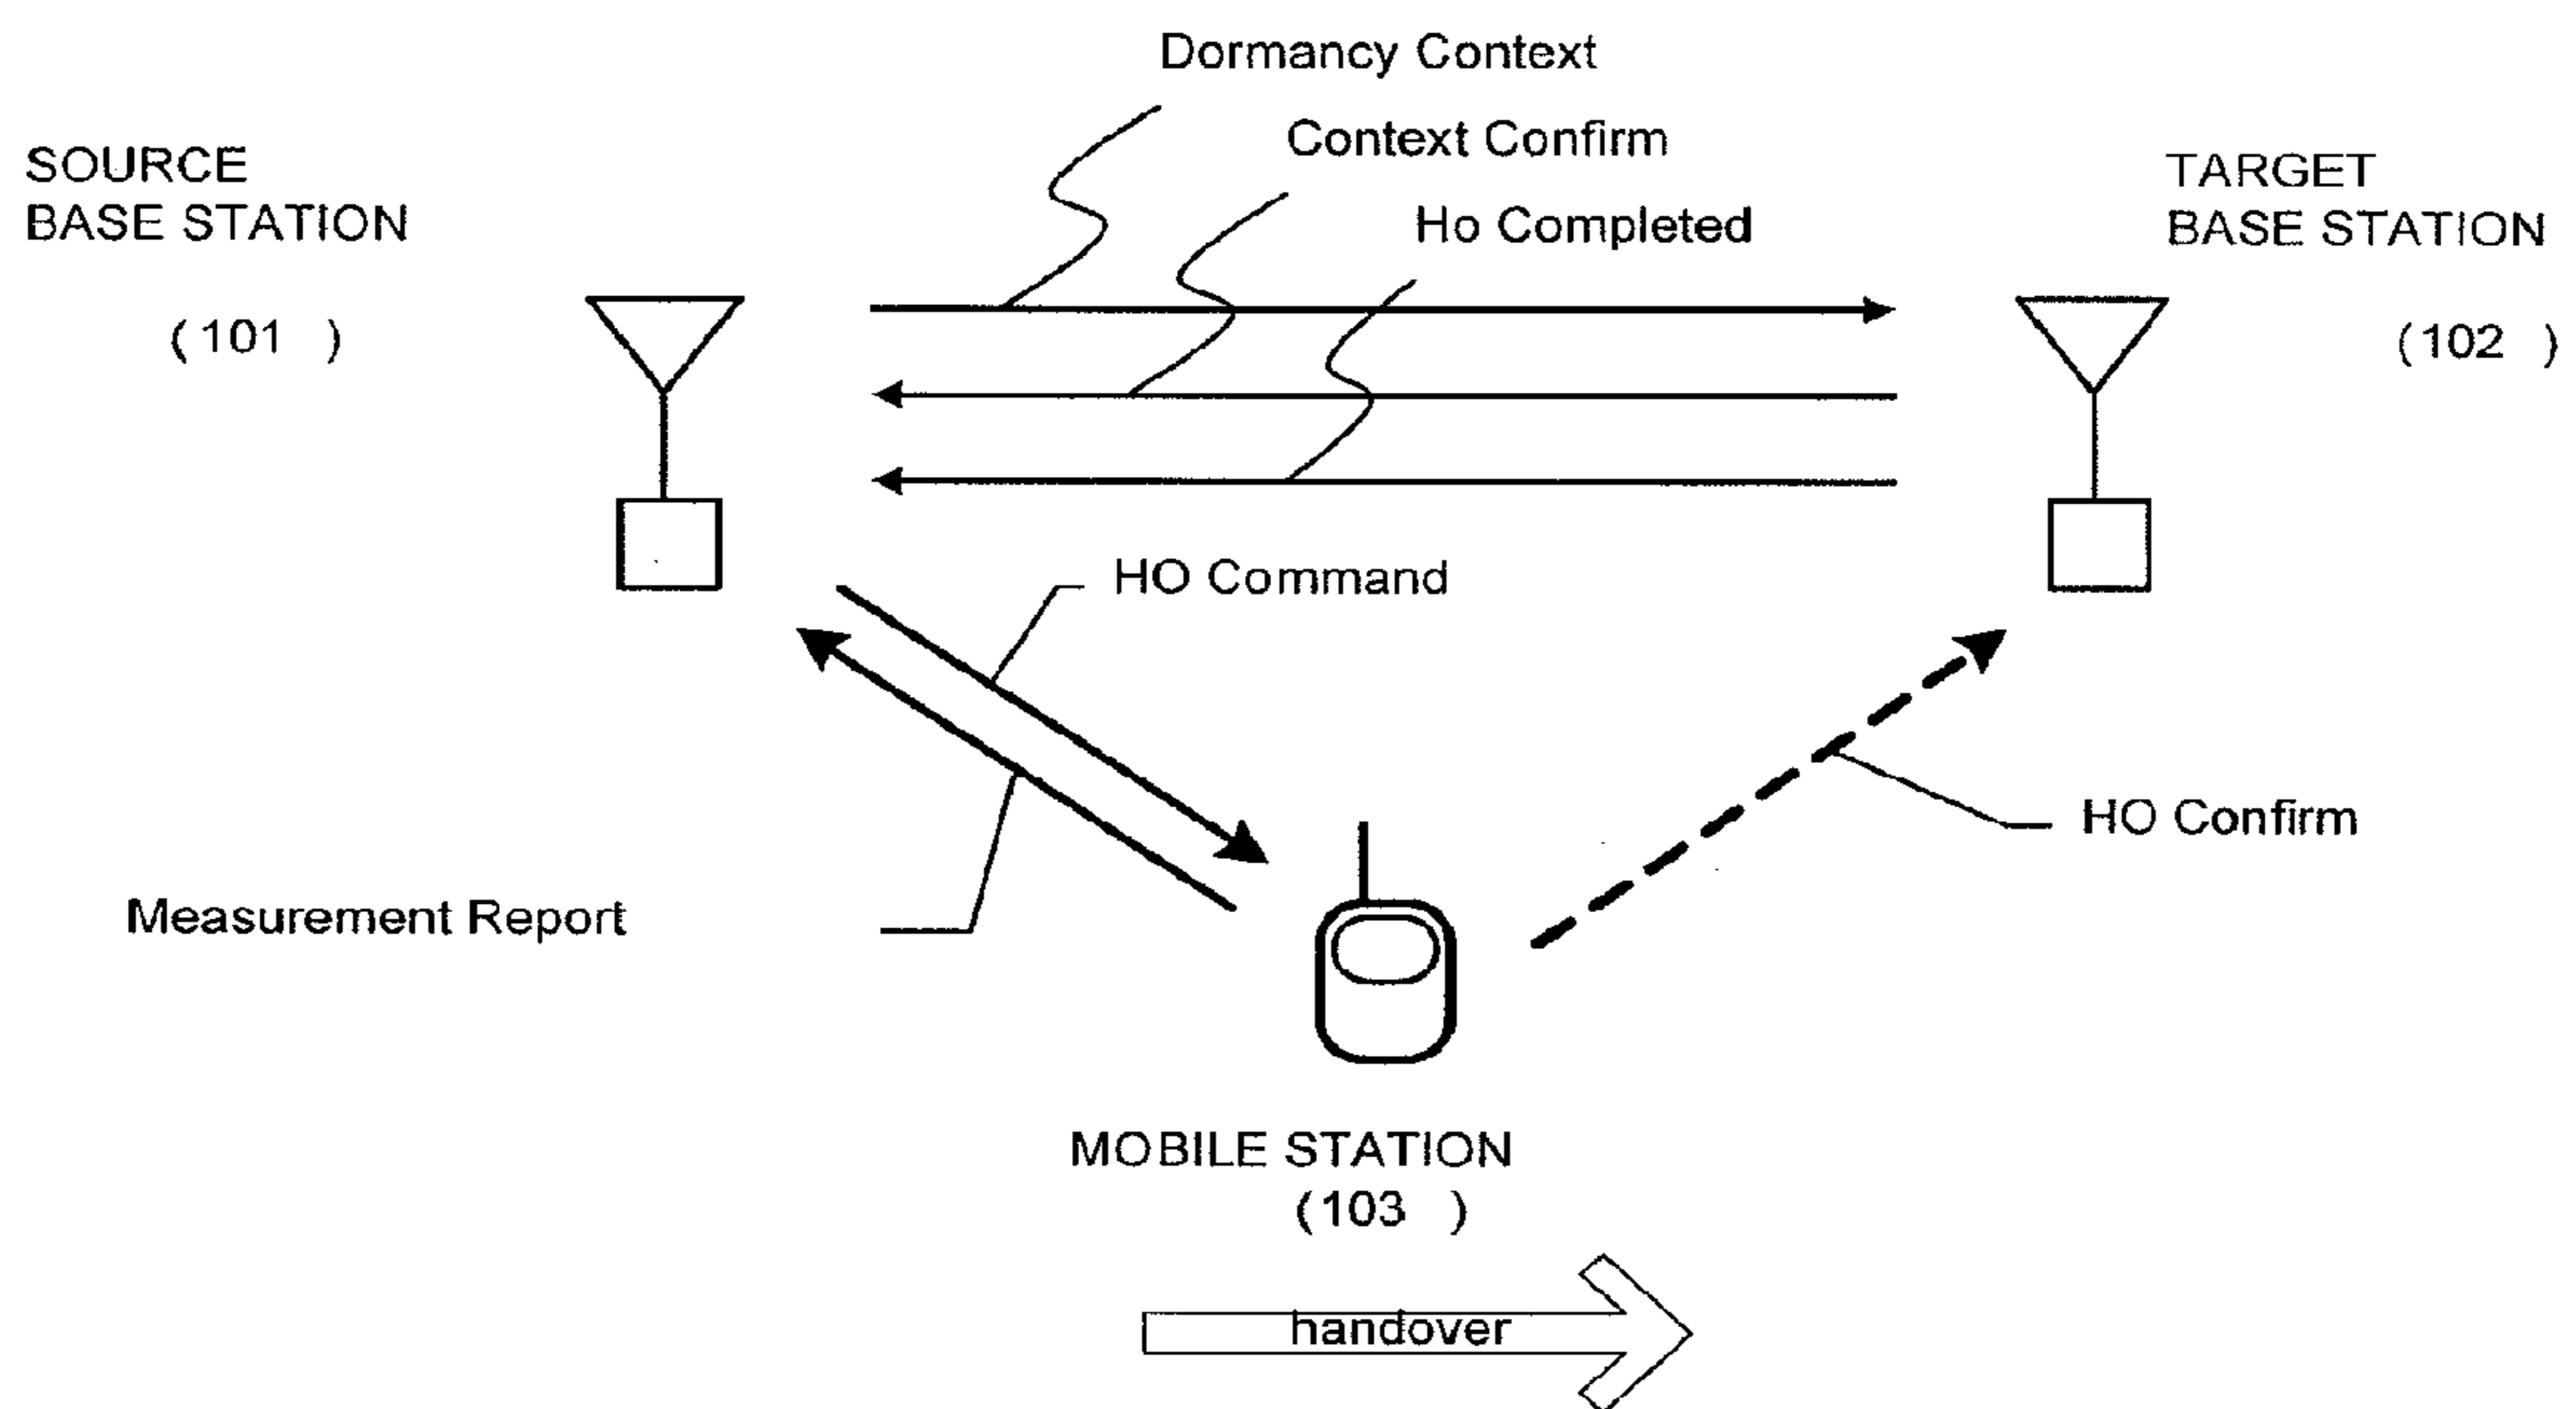 Dormancy Context
Context Confirm
Ho Completed
SOURCE
BASE STATION
(101 )
TARGET
BASE STATION
(102 )
HO Command
HO Confirm
Measurement Report
MOBILE STATION
(103 )
handover